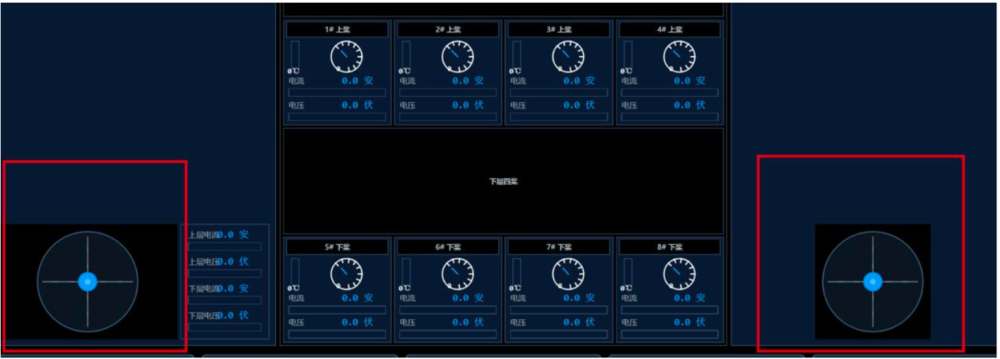 1# 上桨 2# 上桨 3# 上桨 4# 上桨
0℃ 0℃ 0℃ 0℃
电流 0.0 安 电流 0.0 安 电流 0.0 安 电流 0.0 安
电压 0.0 伏 电压 0.0 伏 电压 0.0 伏 电压 0.0 伏
下层四桨
上层电流0.0 安
上层电压0.0 伏
下层电流0.0 安
下层电压0.0 伏
5# 下桨 6# 下桨 7# 下桨 8# 下桨
0℃ 0℃ 0℃ 0℃
电流 0.0 安 电流 0.0 安 电流 0.0 安 电流 0.0 安
电压 0.0 伏 电压 0.0 伏 电压 0.0 伏 电压 0.0 伏